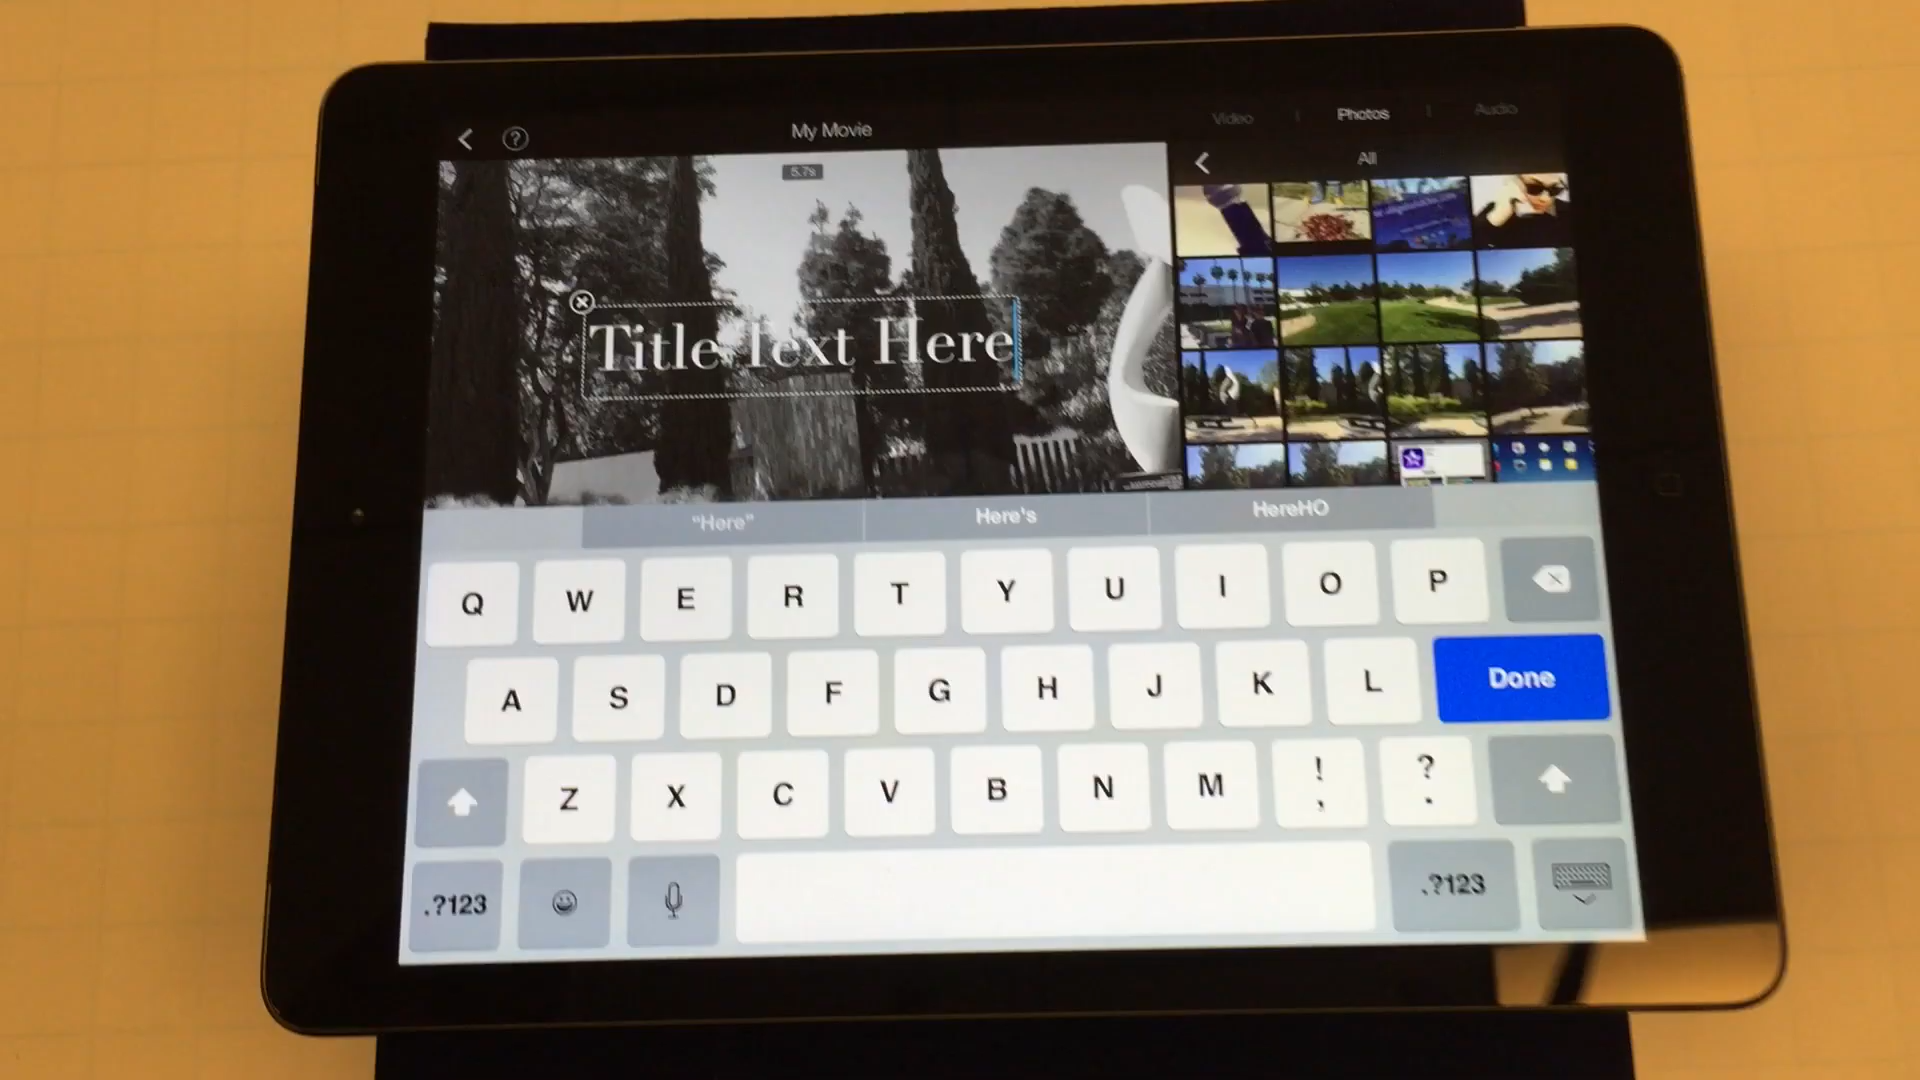 My Movie
Video
Photos
Audio
All
5.7s
Title Text Here
"Here"
Here's
HereHO
Q W E R T Y U I O P
A S D F G H J K L Done
Z X C V B N M ! , ? .
.?123
.?123